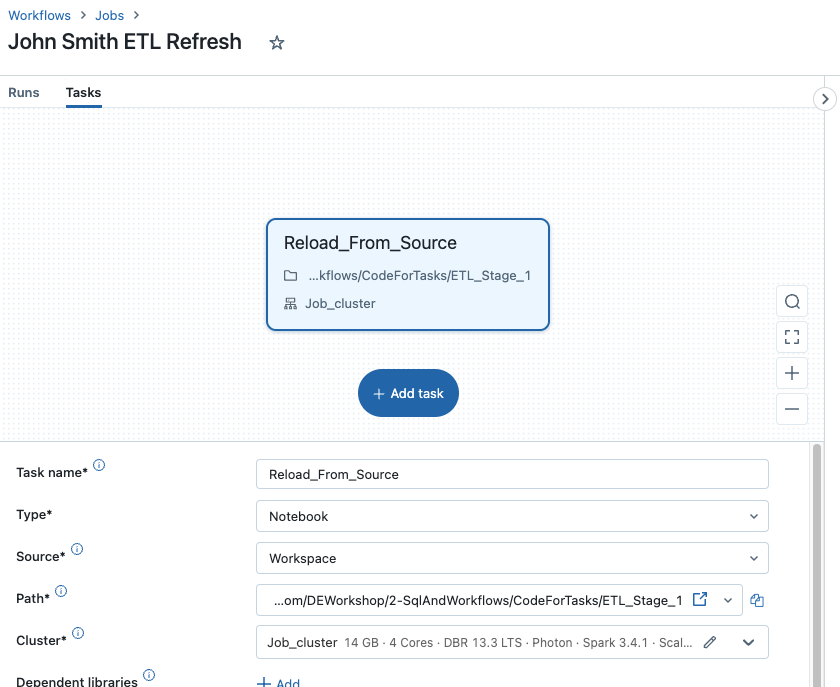 Workflows > Jobs >
John Smith ETL Refresh
Runs Tasks
Reload_From_Source
...kflows/CodeForTasks/ETL_Stage_1
Job_cluster
+ Add task
Task name* Reload_From_Source
Type* Notebook
Source* Workspace
Path* ...om/DEWorkshop/2-SqlAndWorkflows/CodeForTasks/ETL_Stage_1
Cluster* Job_cluster 14 GB · 4 Cores · DBR 13.3 LTS · Photon · Spark 3.4.1 · Scal...
Dependent libraries + Add